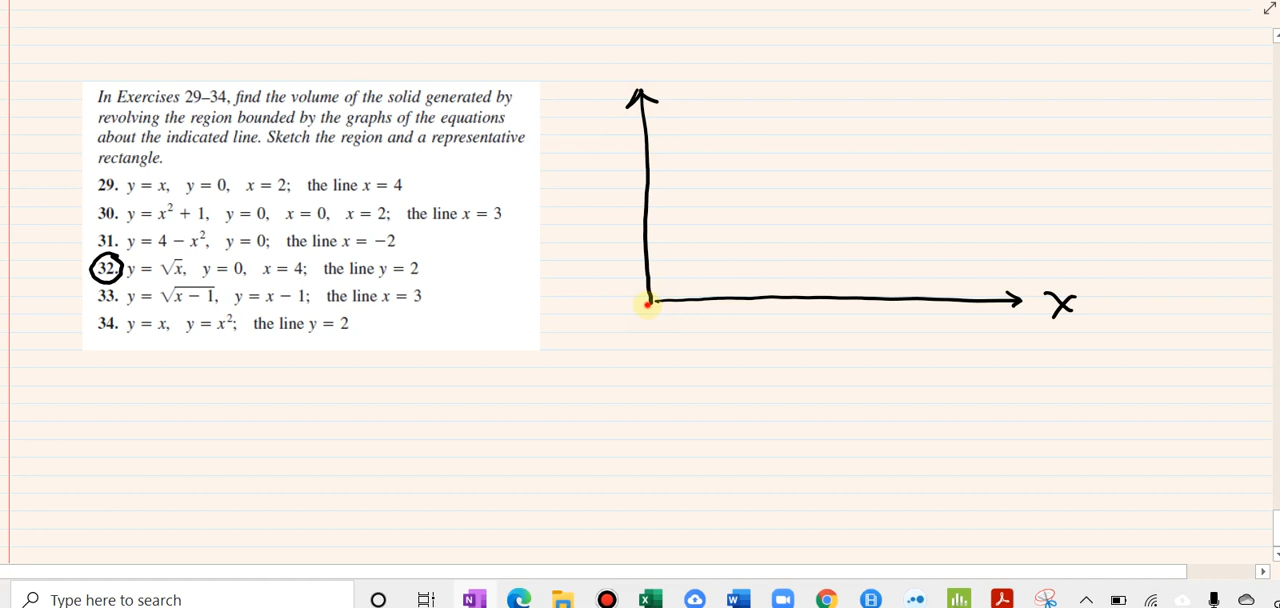 In Exercises 29–34, find the volume of the solid generated by
revolving the region bounded by the graphs of the equations
about the indicated line. Sketch the region and a representative
rectangle.
29. y = x, y = 0, x = 2; the line x = 4
30. y = x² + 1, y = 0, x = 0, x = 2; the line x = 3
31. y = 4 − x², y = 0; the line x = −2
32. y = √x, y = 0, x = 4; the line y = 2
33. y = √(x − 1), y = x − 1; the line x = 3
34. y = x, y = x²; the line y = 2
x
Type here to search